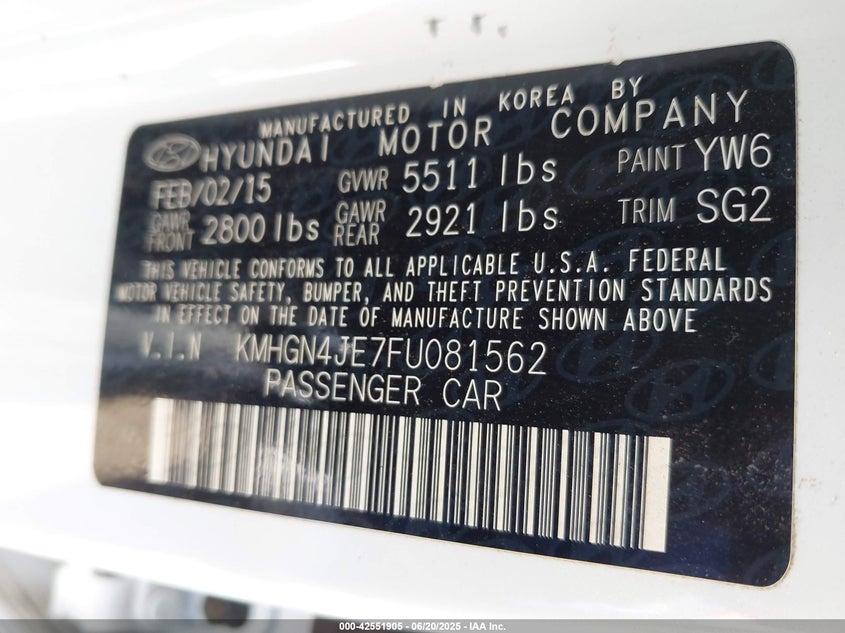 MANUFACTURED IN KOREA BY
HYUNDAI MOTOR COMPANY
FEB/02/15 GVWR 5511 lbs PAINT YW6
GAWR FRONT 2800 lbs GAWR REAR 2921 lbs TRIM SG2
THIS VEHICLE CONFORMS TO ALL APPLICABLE U.S.A. FEDERAL
MOTOR VEHICLE SAFETY, BUMPER, AND THEFT PREVENTION STANDARDS
IN EFFECT ON THE DATE OF MANUFACTURE SHOWN ABOVE
V.I.N KMHGN4JE7FU081562
PASSENGER CAR
000-42551905 - 06/20/2025 - IAA Inc.